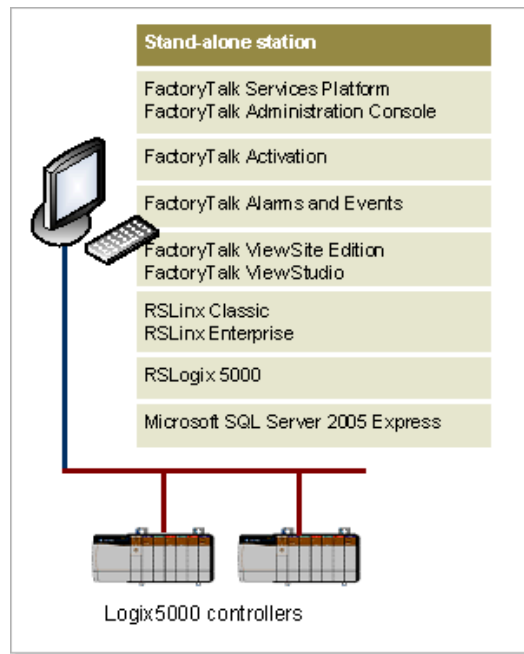 Stand-alone station
FactoryTalk Services Platform
FactoryTalk Administration Console
FactoryTalk Activation
FactoryTalk Alarms and Events
FactoryTalk ViewSite Edition
FactoryTalk ViewStudio
RSLinx Classic
RSLinx Enterprise
RSLogix 5000
Microsoft SQL Server 2005 Express
Logix5000 controllers